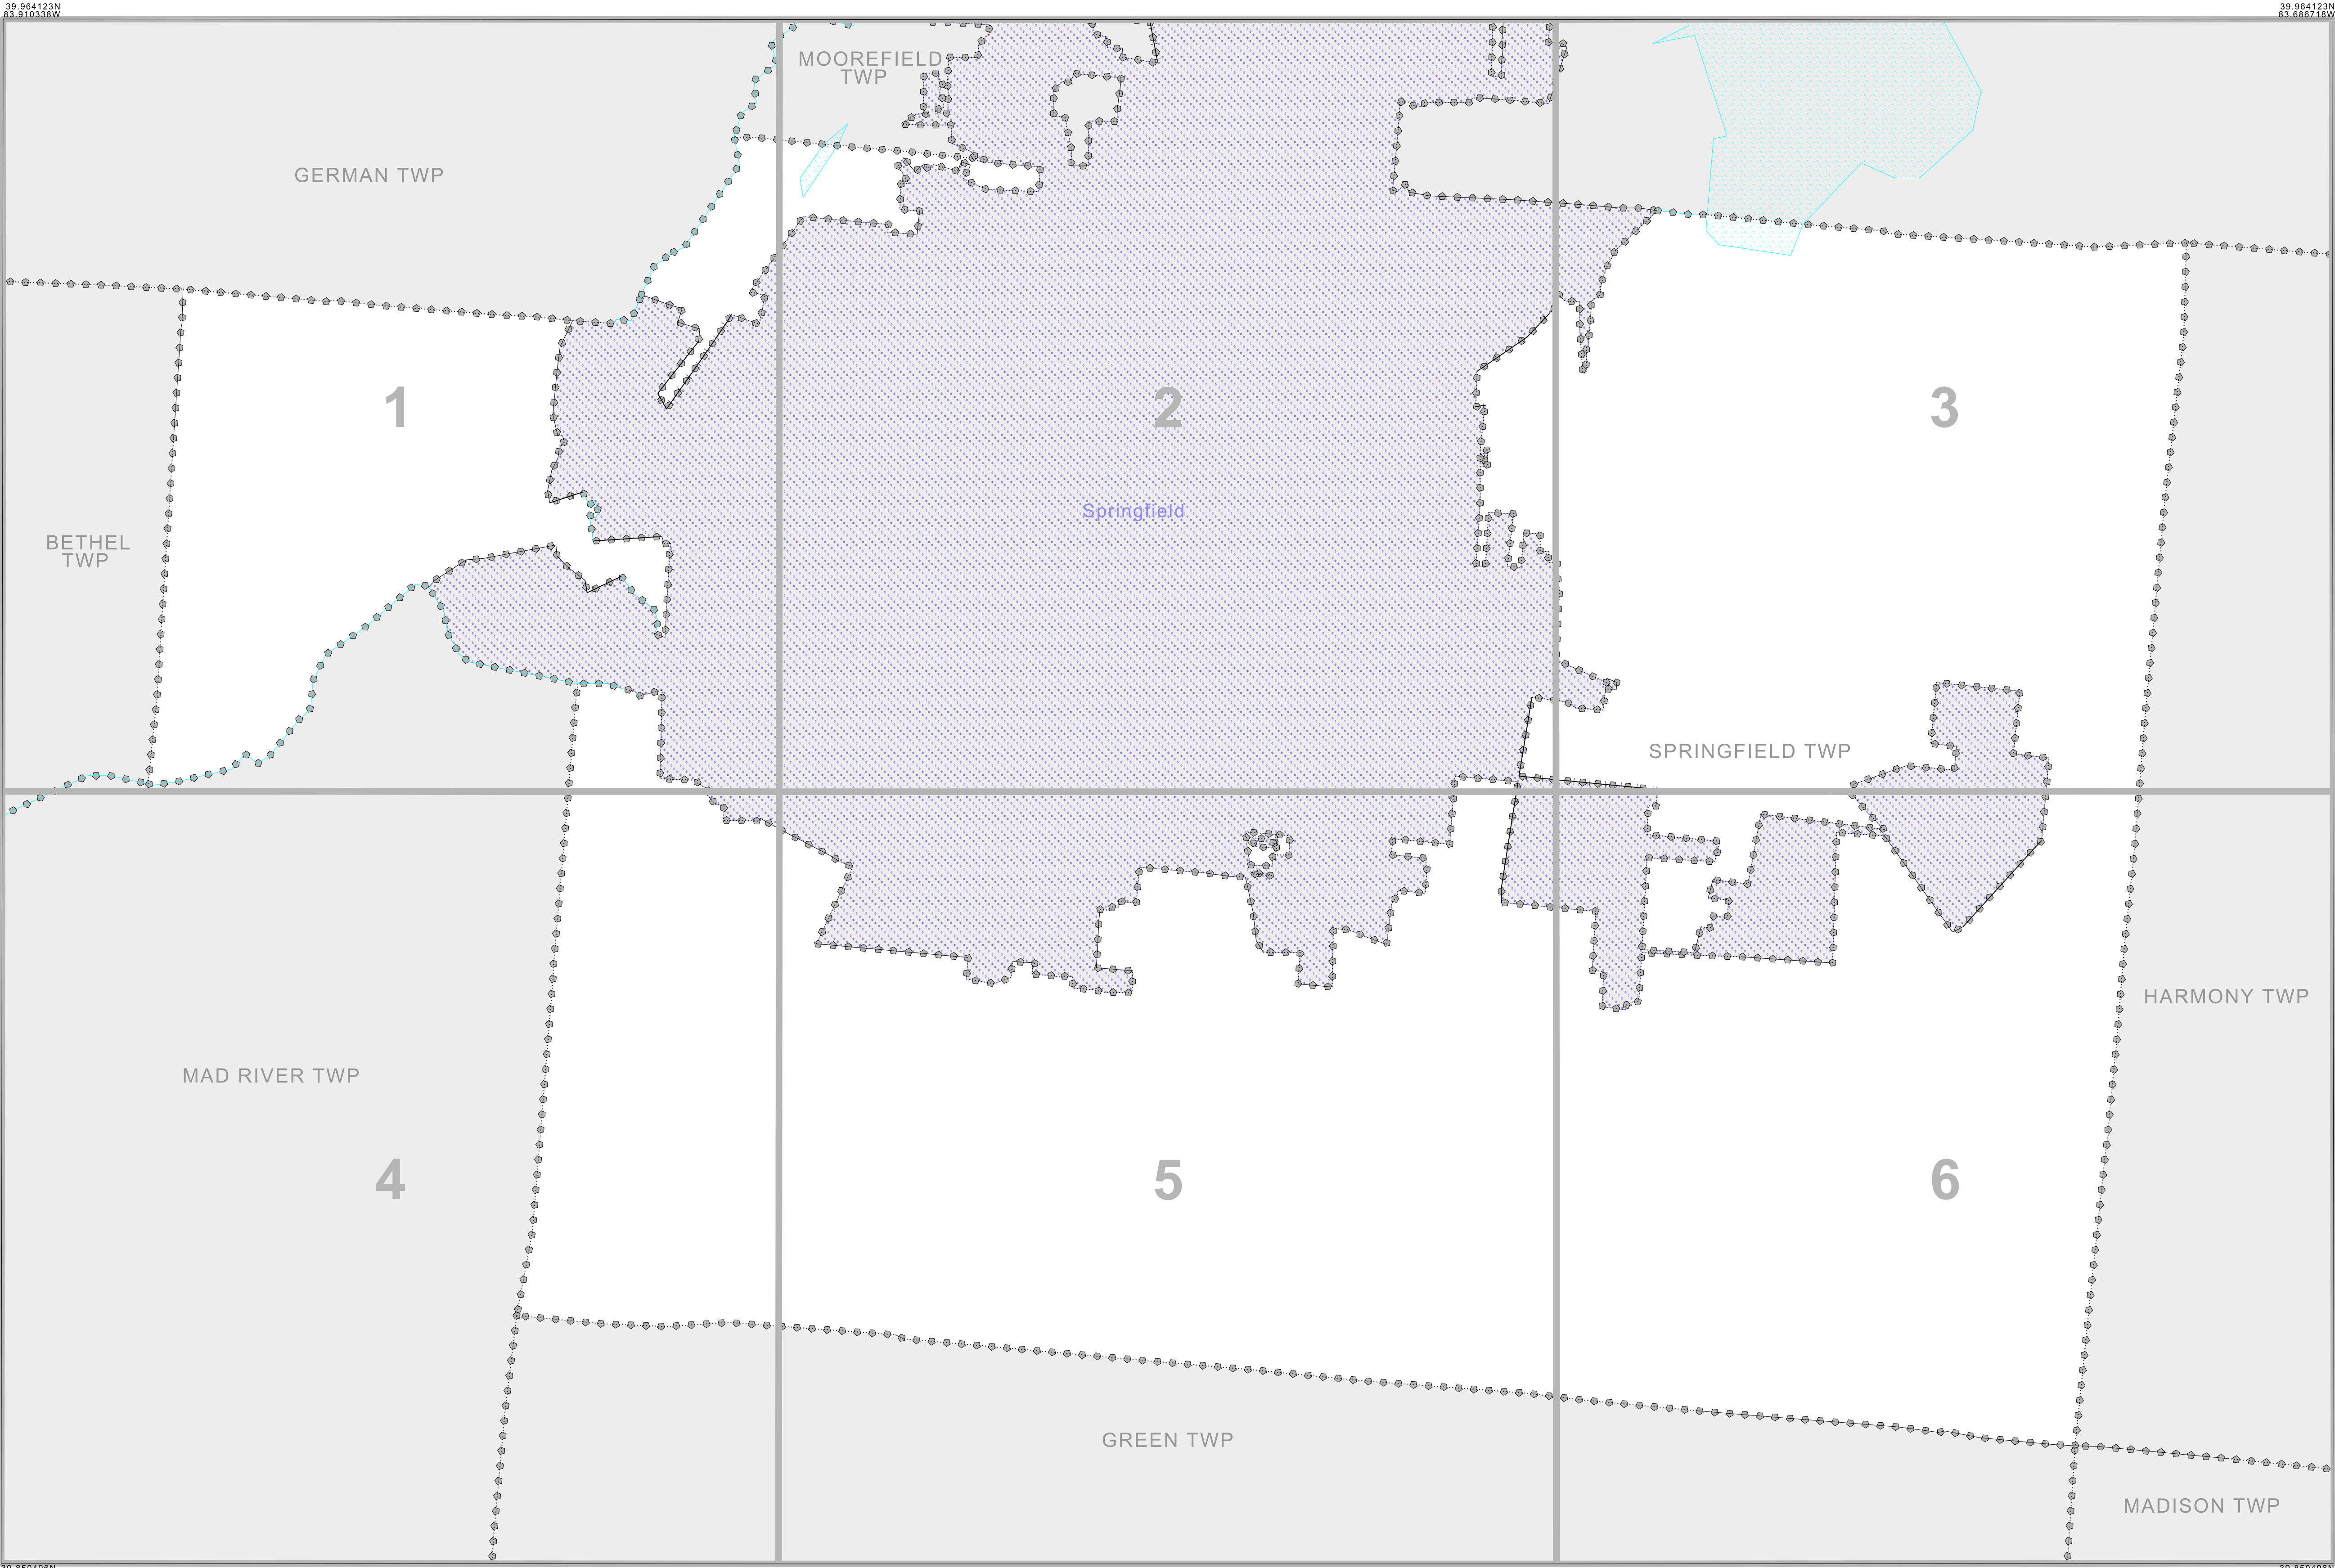 39.964123N
83.910338W
39.964123N
83.686718W
MOOREFIELD
TWP
GERMAN TWP
1
2
3
Springfield
BETHEL
TWP
SPRINGFIELD TWP
HARMONY TWP
MAD RIVER TWP
4
5
6
GREEN TWP
MADISON TWP